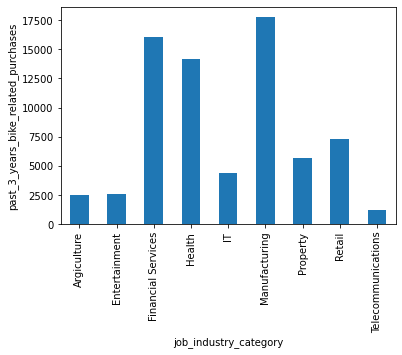 past_3_years_bike_related_purchases
17500
15000
12500
10000
7500
5000
2500
0
Argiculture
Entertainment
Financial Services
Health
IT
Manufacturing
Property
Retail
Telecommunications
job_industry_category